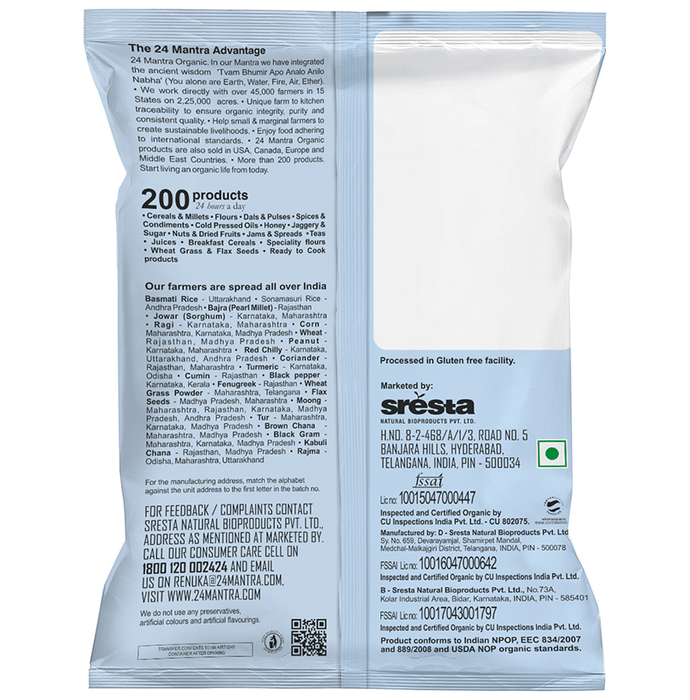 The 24 Mantra Advantage
24 Mantra Organic. In 'our Mantra we have integrated
the ancient wisdom 'Tvam Bhumir Apo Analo Anilo
Nabha' (You alone are Earth, Water, Fire, Air, Ether).
• We work directly with over 45,000 farmers in 15
States on 2,25,000 acres. • Unique farm to kitchen
traceability to ensure organic integrity, purity and
consistent quality. • Help small & marginal farmers to
create sustainable livelihoods. • Enjoy food adhering
to international standards. • 24 Mantra Organic
products are also sold in USA, Canada, Europe and
Middle East Countries. • More than 200 products.
Start living an organic life from today.
200 products
24 hours a day
• Cereals & Millets • Flours • Dals & Pulses • Spices &
Condiments • Cold Pressed Oils • Honey • Jaggery &
Sugar • Nuts & Dried Fruits • Jams & Spreads • Teas
• Juices • Breakfast Cereals • Speciality flours
• Wheat Grass & Flax Seeds • Ready to Cook
products
Our farmers are spread all over India
Basmati Rice - Uttarakhand • Sonamasuri Rice -
Andhra Pradesh • Bajra (Pearl Millet) - Rajasthan
• Jowar (Sorghum) - Karnataka, Maharashtra
• Ragi - Karnataka, Maharashtra • Corn -
Maharashtra, Karnataka, Madhya Pradesh • Wheat -
Rajasthan, Madhya Pradesh • Peanut -
Karnataka, Maharashtra • Red Chilly - Karnataka,
Uttarakhand, Andhra Pradesh • Coriander -
Rajasthan, Maharashtra • Turmeric - Karnataka,
Odisha • Cumin - Rajasthan • Black pepper -
Karnataka, Kerala • Fenugreek - Rajasthan • Wheat
Grass Powder - Maharashtra, Telangana • Flax
Seeds - Madhya Pradesh, Maharashtra • Moong -
Maharashtra, Rajasthan, Karnataka, Madhya
Pradesh, Andhra Pradesh • Tur - Maharashtra,
Karnataka, Madhya Pradesh • Brown Chana -
Maharashtra, Madhya Pradesh • Black Gram -
Maharashtra, Karnataka, Madhya Pradesh • Kabuli
Chana - Rajasthan, Madhya Pradesh • Rajma -
Odisha, Maharashtra, Uttarakhand
For the manufacturing address, match the alphabet
against the unit address to the first letter in the batch no.
FOR FEEDBACK / COMPLAINTS CONTACT
SRESTA NATURAL BIOPRODUCTS PVT. LTD.,
ADDRESS AS MENTIONED AT MARKETED BY.
CALL OUR CONSUMER CARE CELL ON
1800 120 002424 AND EMAIL
US ON RENUKA@24MANTRA.COM.
VISIT WWW.24MANTRA.COM
We do not use any preservatives,
artificial colours and artificial flavourings.
TRANSFER CONTENTS TO AN AIRTIGHT
CONTAINER AFTER OPENING
Processed in Gluten free facility.
Marketed by:
sresta
NATURAL BIOPRODUCTS PVT. LTD.
H.NO. 8-2-468/A/1/3, ROAD NO. 5
BANJARA HILLS, HYDERABAD,
TELANGANA, INDIA, PIN - 500034
fssai
Lic no: 10015047000447
Inspected and Certified Organic by
CU Inspections India Pvt. Ltd. - CU 802075.
Manufactured by: D - Sresta Natural Bioproducts Pvt Ltd
Sy. No. 659, Devarayamjal, Shamirpet Mandal,
Medchal-Malkajgiri District, Telangana, INDIA, PIN - 500078
FSSAI Lic no: 10016047000642
Inspected and Certified Organic by CU Inspections India Pvt. Ltd.
B - Sresta Natural Bioproducts Pvt. Ltd., No.73A,
Kolar Industrial Area, Bidar, Karnataka, INDIA, PIN - 585401
FSSAI Lic no: 10017043001797
Inspected and Certified Organic by CU Inspections India Pvt. Ltd.
Product conforms to Indian NPOP, EEC 834/2007
and 889/2008 and USDA NOP organic standards.